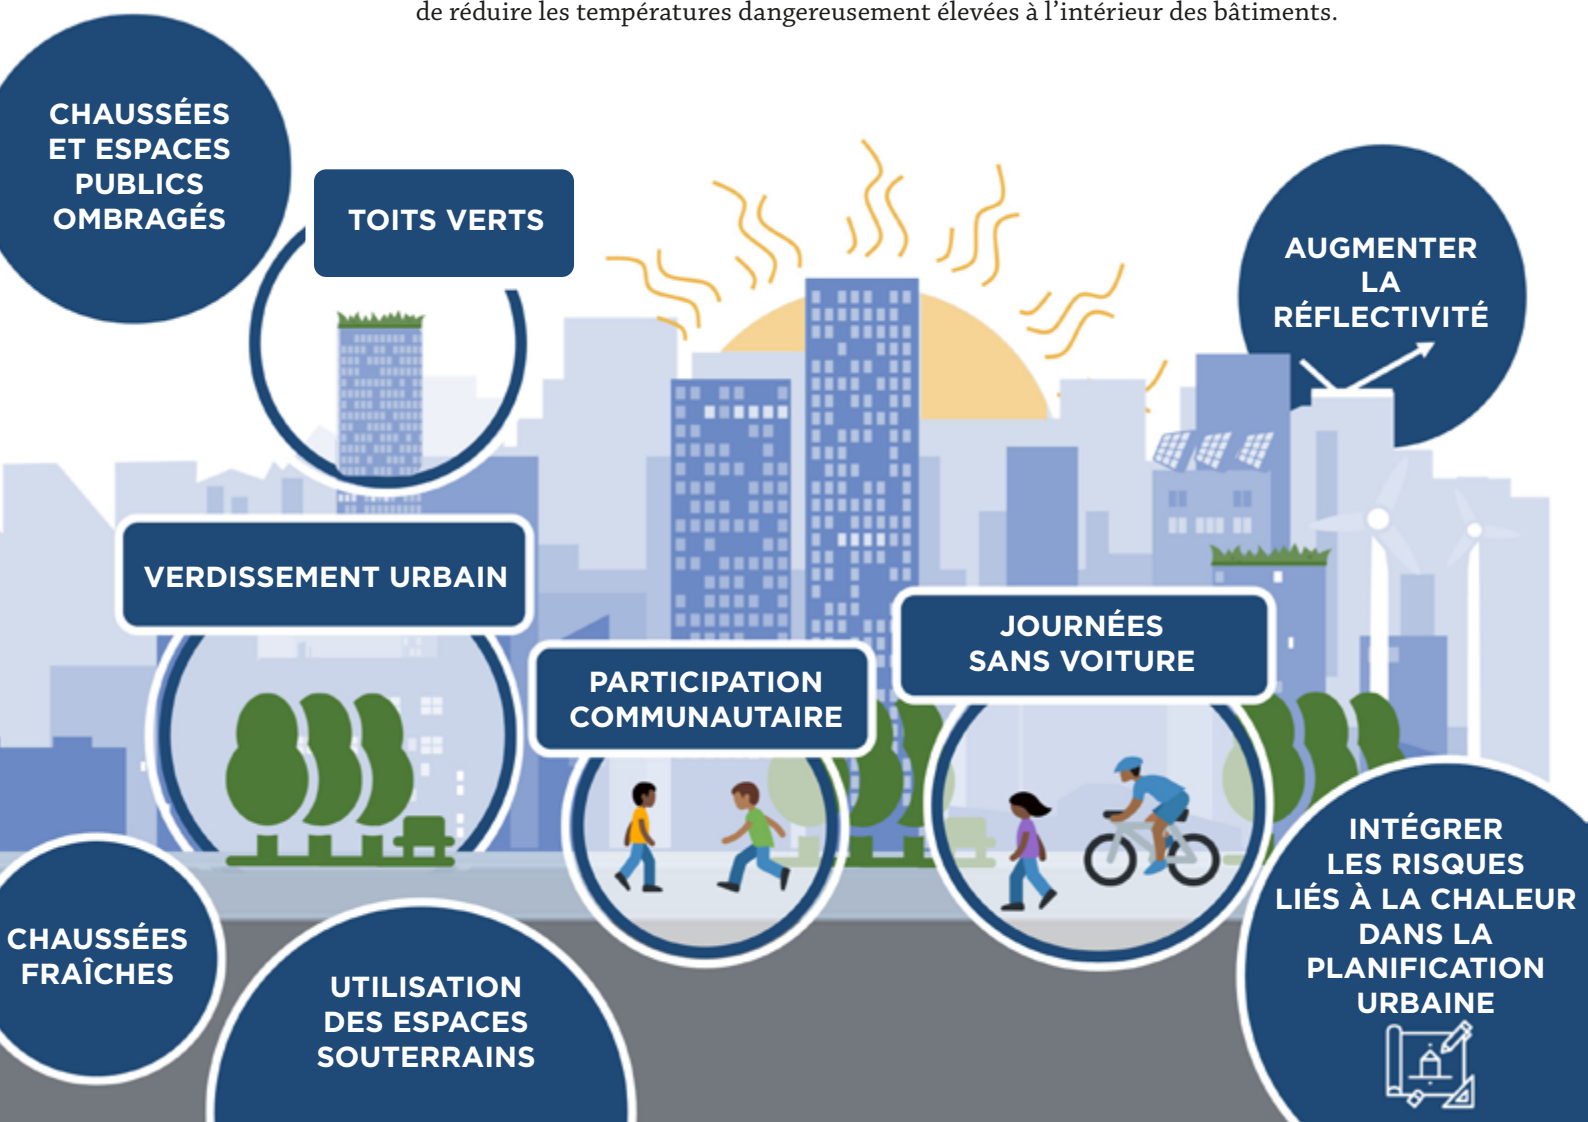 de réduire les températures dangereusement élevées à l’intérieur des bâtiments.
CHAUSSÉES
ET ESPACES
PUBLICS
OMBRAGÉS
TOITS VERTS
AUGMENTER
LA
RÉFLECTIVITÉ
VERDISSEMENT URBAIN
PARTICIPATION
COMMUNAUTAIRE
JOURNÉES
SANS VOITURE
CHAUSSÉES
FRAÎCHES
UTILISATION
DES ESPACES
SOUTERRAINS
INTÉGRER
LES RISQUES
LIÉS À LA CHALEUR
DANS LA
PLANIFICATION
URBAINE